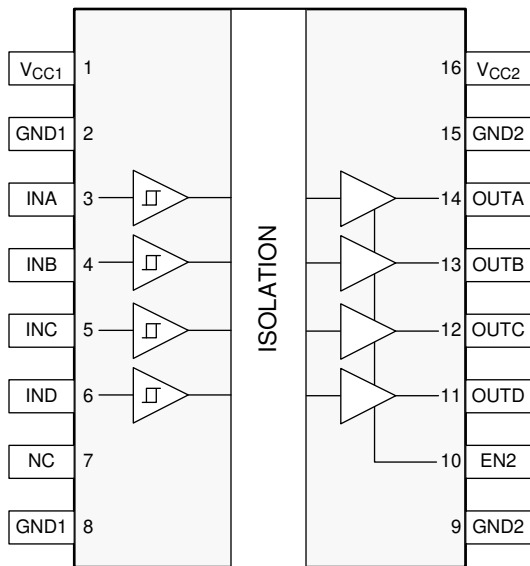 VCC1 1 16 VCC2
GND1 2 15 GND2
INA 3 14 OUTA
INB 4 13 OUTB
INC 5 12 OUTC
IND 6 11 OUTD
NC 7 10 EN2
GND1 8 9 GND2
ISOLATION